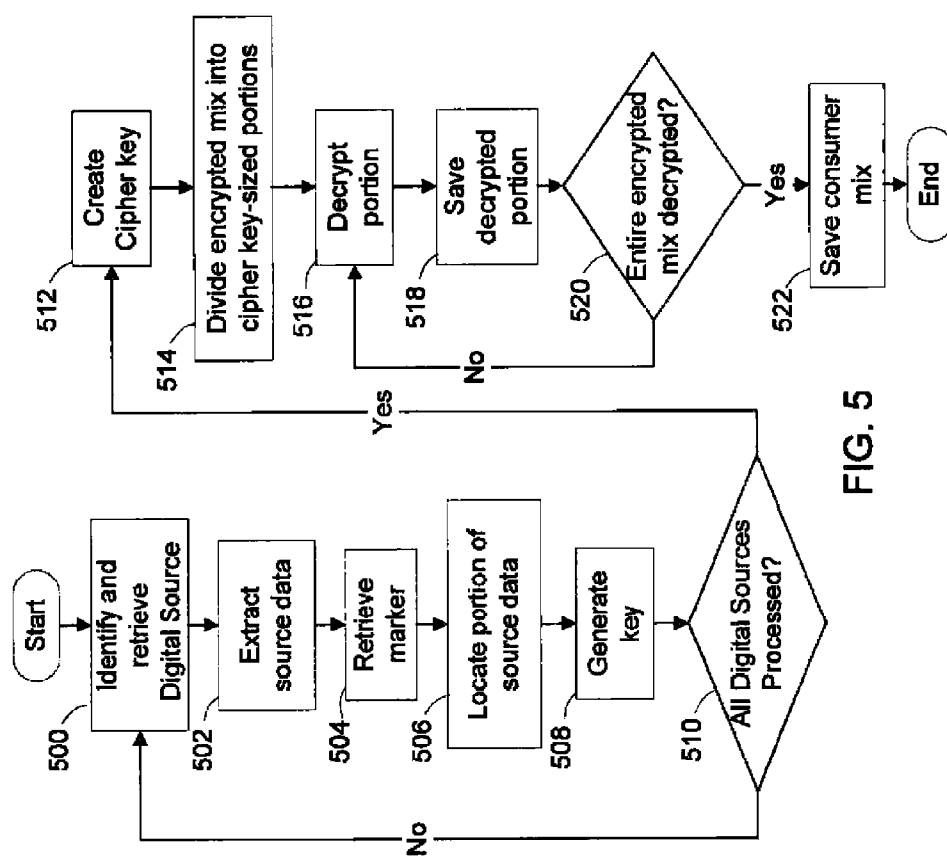 Start
500
Identify and
retrieve
Digital Source
502
Extract
source data
504
Retrieve
marker
506
Locate portion of
source data
508
Generate
key
510
All Digital Sources
Processed?
No
Yes
512
Create
Cipher key
514
Divide encrypted mix into
cipher key-sized portions
516
Decrypt
portion
518
Save
decrypted
portion
520
Entire encrypted
mix decrypted?
No
Yes
522
Save consumer
mix
End
FIG. 5